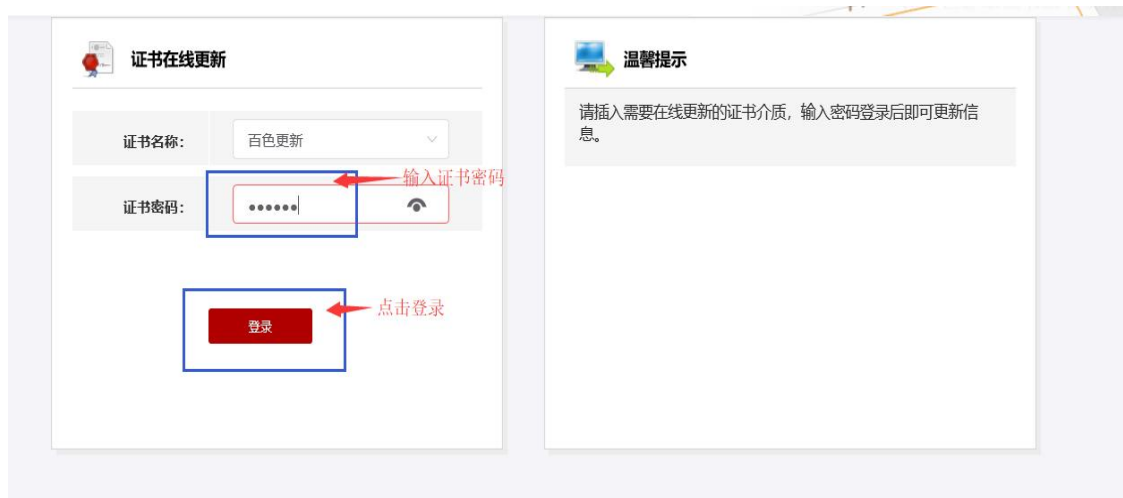 证书在线更新
证书名称：
百色更新
输入证书密码
证书密码：
••••••
点击登录
登录
温馨提示
请插入需要在线更新的证书介质，输入密码登录后即可更新信
息。